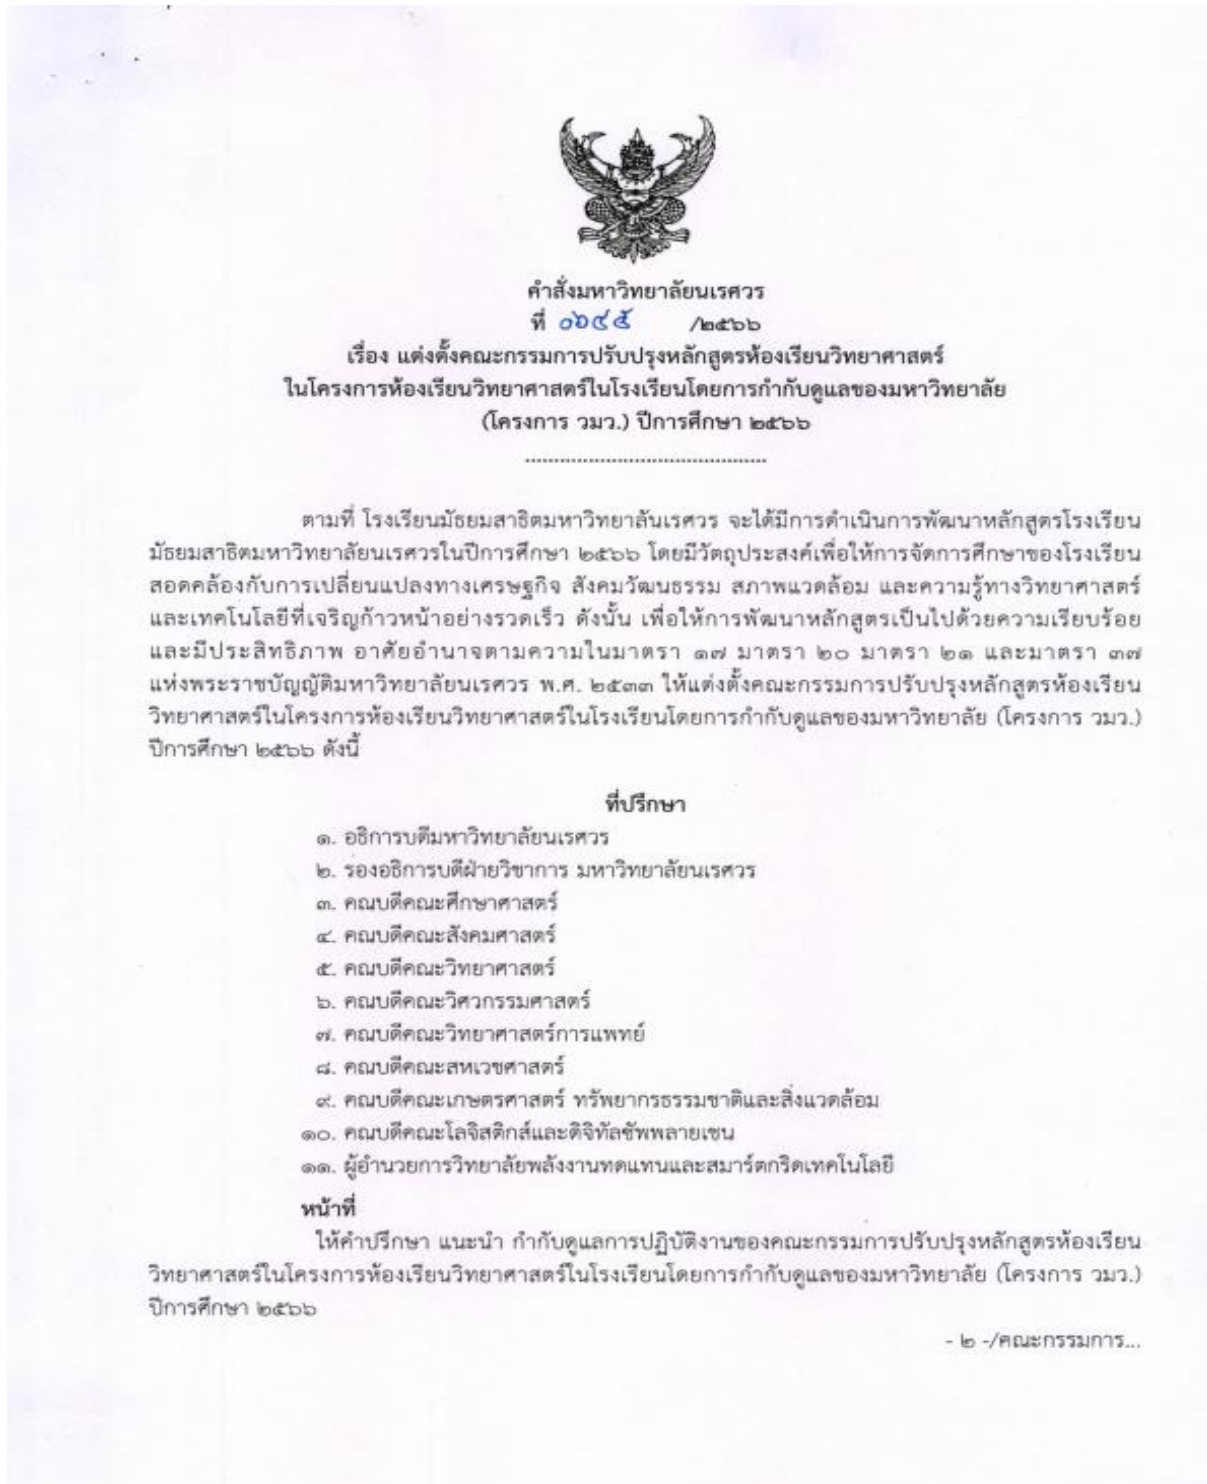 คำสั่งมหาวิทยาลัยนเรศวร
ที่ ๐๖๙๕ /๒๕๖๖
เรื่อง แต่งตั้งคณะกรรมการปรับปรุงหลักสูตรห้องเรียนวิทยาศาสตร์
ในโครงการห้องเรียนวิทยาศาสตร์ในโรงเรียนโดยการกำกับดูแลของมหาวิทยาลัย
(โครงการ วมว.) ปีการศึกษา ๒๕๖๖
ตามที่ โรงเรียนมัธยมสาธิตมหาวิทยาลันเรศวร จะได้มีการดำเนินการพัฒนาหลักสูตรโรงเรียน
มัธยมสาธิตมหาวิทยาลัยนเรศวรในปีการศึกษา ๒๕๖๖ โดยมีวัตถุประสงค์เพื่อให้การจัดการศึกษาของโรงเรียน
สอดคล้องกับการเปลี่ยนแปลงทางเศรษฐกิจ สังคมวัฒนธรรม สภาพแวดล้อม และความรู้ทางวิทยาศาสตร์
และเทคโนโลยีที่เจริญก้าวหน้าอย่างรวดเร็ว ดังนั้น เพื่อให้การพัฒนาหลักสูตรเป็นไปด้วยความเรียบร้อย
และมีประสิทธิภาพ อาศัยอำนาจตามความในมาตรา ๑๗ มาตรา ๒๐ มาตรา ๒๑ และมาตรา ๓๗
แห่งพระราชบัญญัติมหาวิทยาลัยนเรศวร พ.ศ. ๒๕๓๓ ให้แต่งตั้งคณะกรรมการปรับปรุงหลักสูตรห้องเรียน
วิทยาศาสตร์ในโครงการห้องเรียนวิทยาศาสตร์ในโรงเรียนโดยการกำกับดูแลของมหาวิทยาลัย (โครงการ วมว.)
ปีการศึกษา ๒๕๖๖ ดังนี้
ที่ปรึกษา
๑. อธิการบดีมหาวิทยาลัยนเรศวร
๒. รองอธิการบดีฝ่ายวิชาการ มหาวิทยาลัยนเรศวร
๓. คณบดีคณะศึกษาศาสตร์
๔. คณบดีคณะสังคมศาสตร์
๕. คณบดีคณะวิทยาศาสตร์
๖. คณบดีคณะวิศวกรรมศาสตร์
๗. คณบดีคณะวิทยาศาสตร์การแพทย์
๘. คณบดีคณะสหเวชศาสตร์
๙. คณบดีคณะเกษตรศาสตร์ ทรัพยากรธรรมชาติและสิ่งแวดล้อม
๑๐. คณบดีคณะโลจิสติกส์และดิจิทัลซัพพลายเชน
๑๑. ผู้อำนวยการวิทยาลัยพลังงานทดแทนและสมาร์ตกริดเทคโนโลยี
หน้าที่
ให้คำปรึกษา แนะนำ กำกับดูแลการปฏิบัติงานของคณะกรรมการปรับปรุงหลักสูตรห้องเรียน
วิทยาศาสตร์ในโครงการห้องเรียนวิทยาศาสตร์ในโรงเรียนโดยการกำกับดูแลของมหาวิทยาลัย (โครงการ วมว.)
ปีการศึกษา ๒๕๖๖
- ๒ -/คณะกรรมการ...